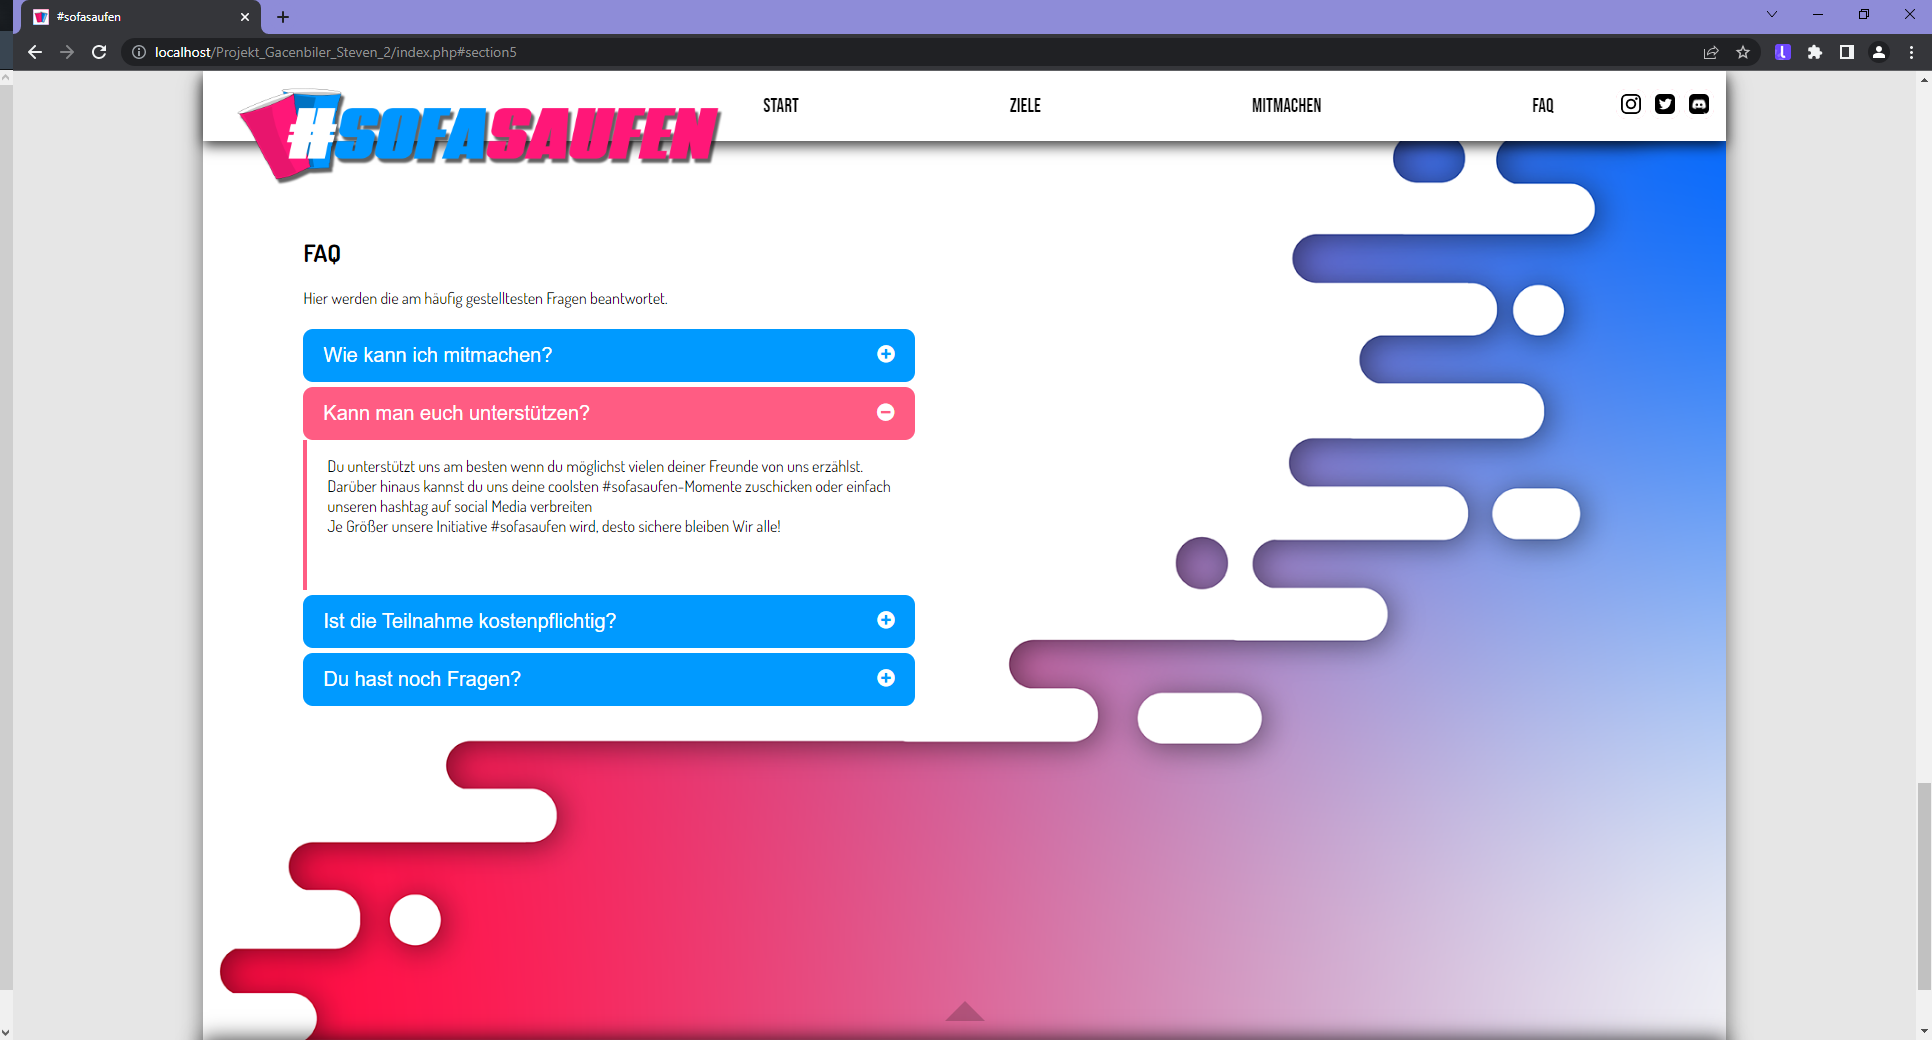 #sofasaufen
localhost/Projekt_Gacenbiler_Steven_2/index.php#section5
#SOFASAUFEN
START
ZIELE
MITMACHEN
FAQ
FAQ
Hier werden die am häufig gestelltesten Fragen beantwortet.
Wie kann ich mitmachen?
Kann man euch unterstützen?
Du unterstützt uns am besten wenn du möglichst vielen deiner Freunde von uns erzählst.
Darüber hinaus kannst du uns deine coolsten #sofasaufen-Momente zuschicken oder einfach
unseren hashtag auf social Media verbreiten
Je Größer unsere Initiative #sofasaufen wird, desto sichere bleiben Wir alle!
Ist die Teilnahme kostenpflichtig?
Du hast noch Fragen?